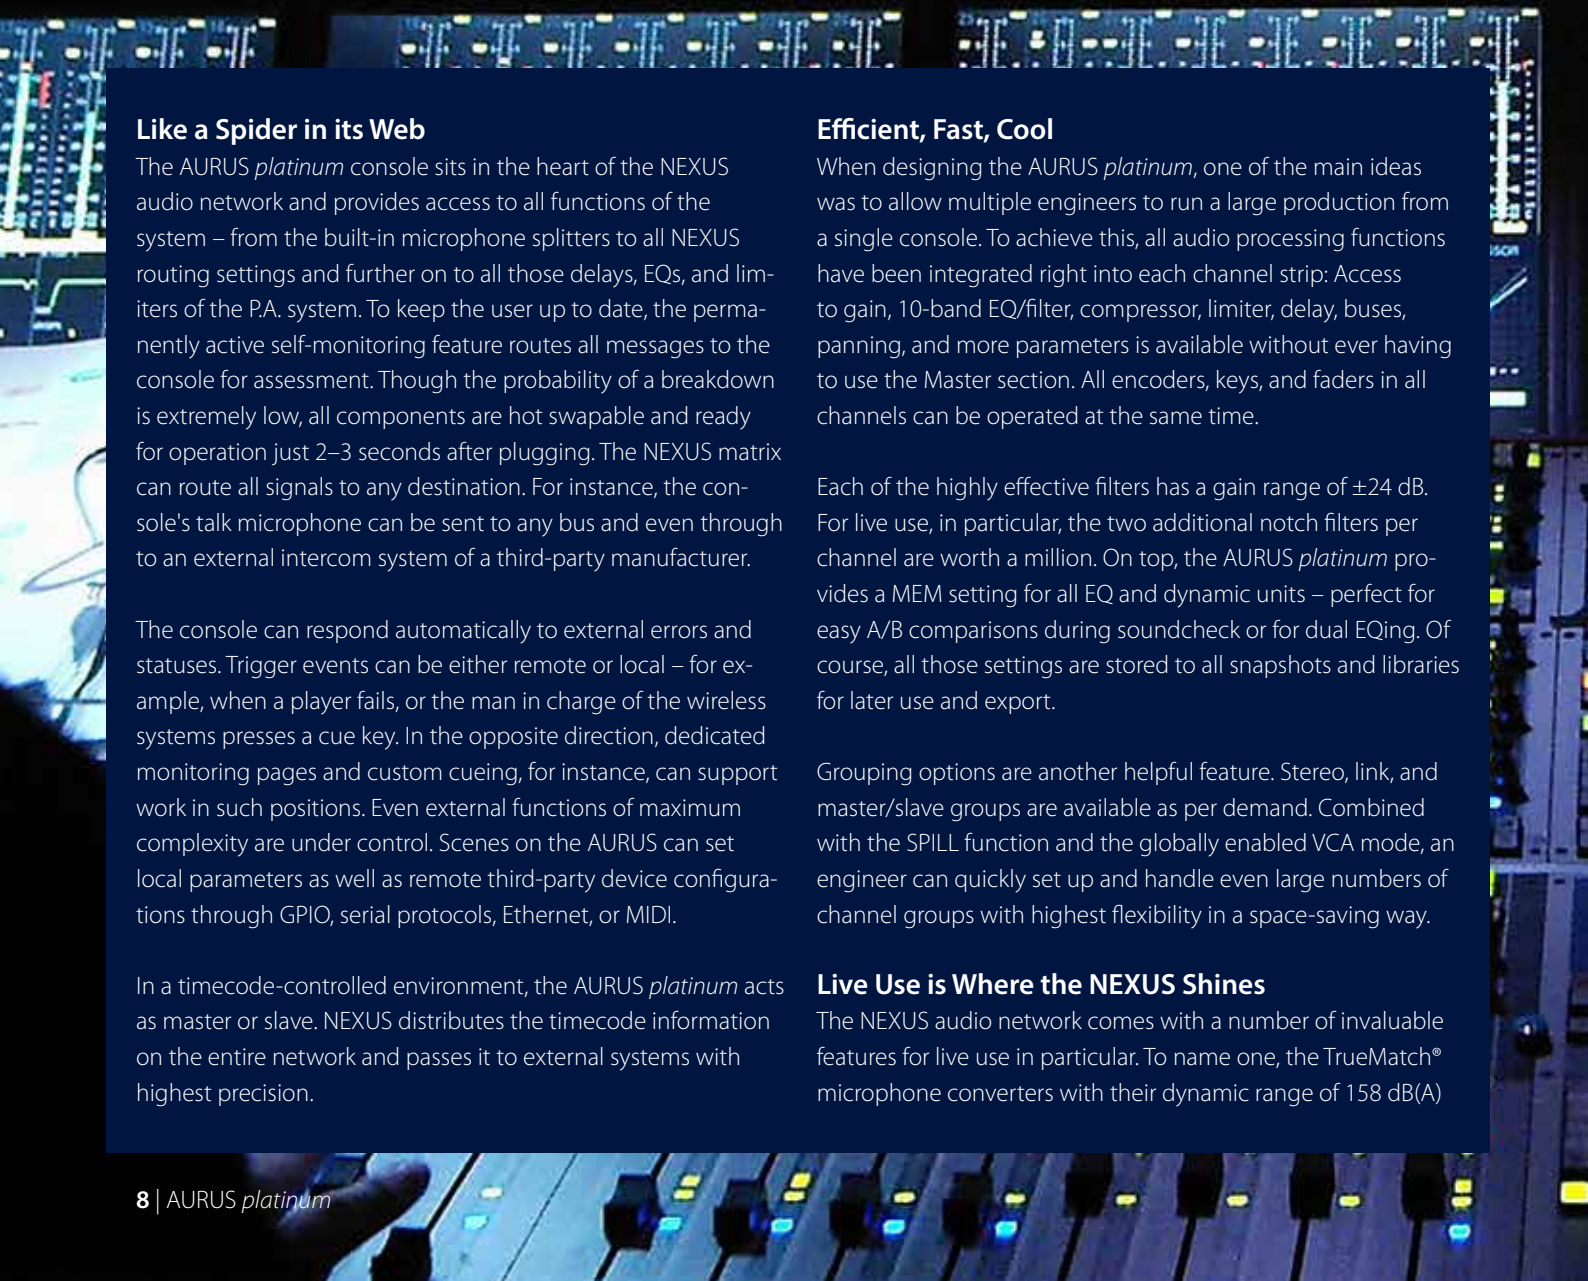 Like a Spider in its Web
The AURUS platinum console sits in the heart of the NEXUS
audio network and provides access to all functions of the
system – from the built-in microphone splitters to all NEXUS
routing settings and further on to all those delays, EQs, and lim-
iters of the P.A. system. To keep the user up to date, the perma-
nently active self-monitoring feature routes all messages to the
console for assessment. Though the probability of a breakdown
is extremely low, all components are hot swapable and ready
for operation just 2–3 seconds after plugging. The NEXUS matrix
can route all signals to any destination. For instance, the con-
sole's talk microphone can be sent to any bus and even through
to an external intercom system of a third-party manufacturer.
The console can respond automatically to external errors and
statuses. Trigger events can be either remote or local – for ex-
ample, when a player fails, or the man in charge of the wireless
systems presses a cue key. In the opposite direction, dedicated
monitoring pages and custom cueing, for instance, can support
work in such positions. Even external functions of maximum
complexity are under control. Scenes on the AURUS can set
local parameters as well as remote third-party device configura-
tions through GPIO, serial protocols, Ethernet, or MIDI.
In a timecode-controlled environment, the AURUS platinum acts
as master or slave. NEXUS distributes the timecode information
on the entire network and passes it to external systems with
highest precision.
Efficient, Fast, Cool
When designing the AURUS platinum, one of the main ideas
was to allow multiple engineers to run a large production from
a single console. To achieve this, all audio processing functions
have been integrated right into each channel strip: Access
to gain, 10-band EQ/filter, compressor, limiter, delay, buses,
panning, and more parameters is available without ever having
to use the Master section. All encoders, keys, and faders in all
channels can be operated at the same time.
Each of the highly effective filters has a gain range of ±24 dB.
For live use, in particular, the two additional notch filters per
channel are worth a million. On top, the AURUS platinum pro-
vides a MEM setting for all EQ and dynamic units – perfect for
easy A/B comparisons during soundcheck or for dual EQing. Of
course, all those settings are stored to all snapshots and libraries
for later use and export.
Grouping options are another helpful feature. Stereo, link, and
master/slave groups are available as per demand. Combined
with the SPILL function and the globally enabled VCA mode, an
engineer can quickly set up and handle even large numbers of
channel groups with highest flexibility in a space-saving way.
Live Use is Where the NEXUS Shines
The NEXUS audio network comes with a number of invaluable
features for live use in particular. To name one, the TrueMatch®
microphone converters with their dynamic range of 158 dB(A)
8 | AURUS platinum